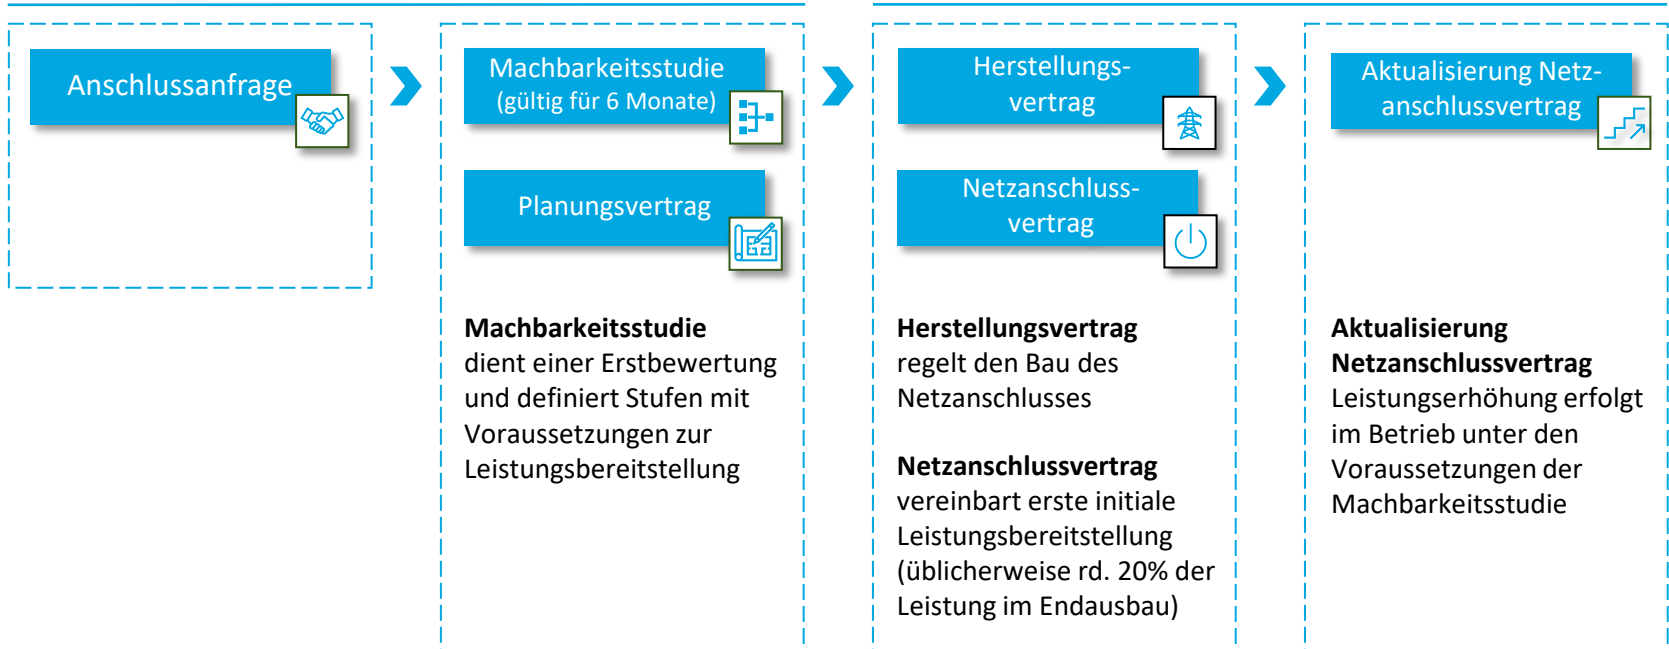 Anschlussanfrage
Machbarkeitsstudie
(gültig für 6 Monate)
Planungsvertrag
Machbarkeitsstudie
dient einer Erstbewertung
und definiert Stufen mit
Voraussetzungen zur
Leistungsbereitstellung
Herstellungs-
vertrag
Netzanschluss-
vertrag
Herstellungsvertrag
regelt den Bau des
Netzanschlusses
Netzanschlussvertrag
vereinbart erste initiale
Leistungsbereitstellung
(üblicherweise rd. 20% der
Leistung im Endausbau)
Aktualisierung Netz-
anschlussvertrag
Aktualisierung
Netzanschlussvertrag
Leistungserhöhung erfolgt
im Betrieb unter den
Voraussetzungen der
Machbarkeitsstudie